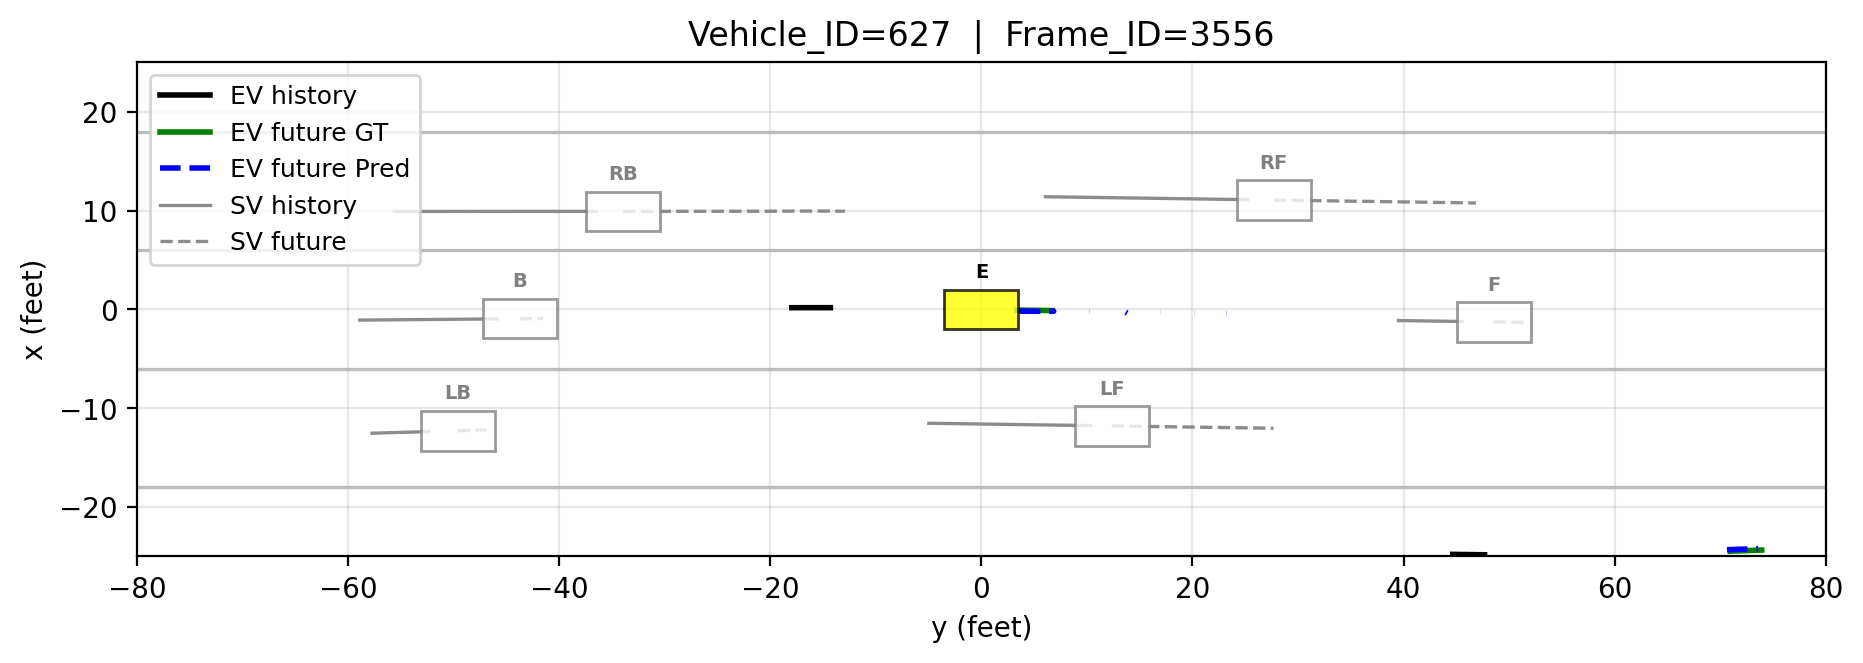 Vehicle_ID=627 | Frame_ID=3556
EV history
EV future GT
EV future Pred
SV history
SV future
RB
RF
B
E
F
LB
LF
20
10
0
−10
−20
x (feet)
−80
−60
−40
−20
0
20
40
60
80
y (feet)